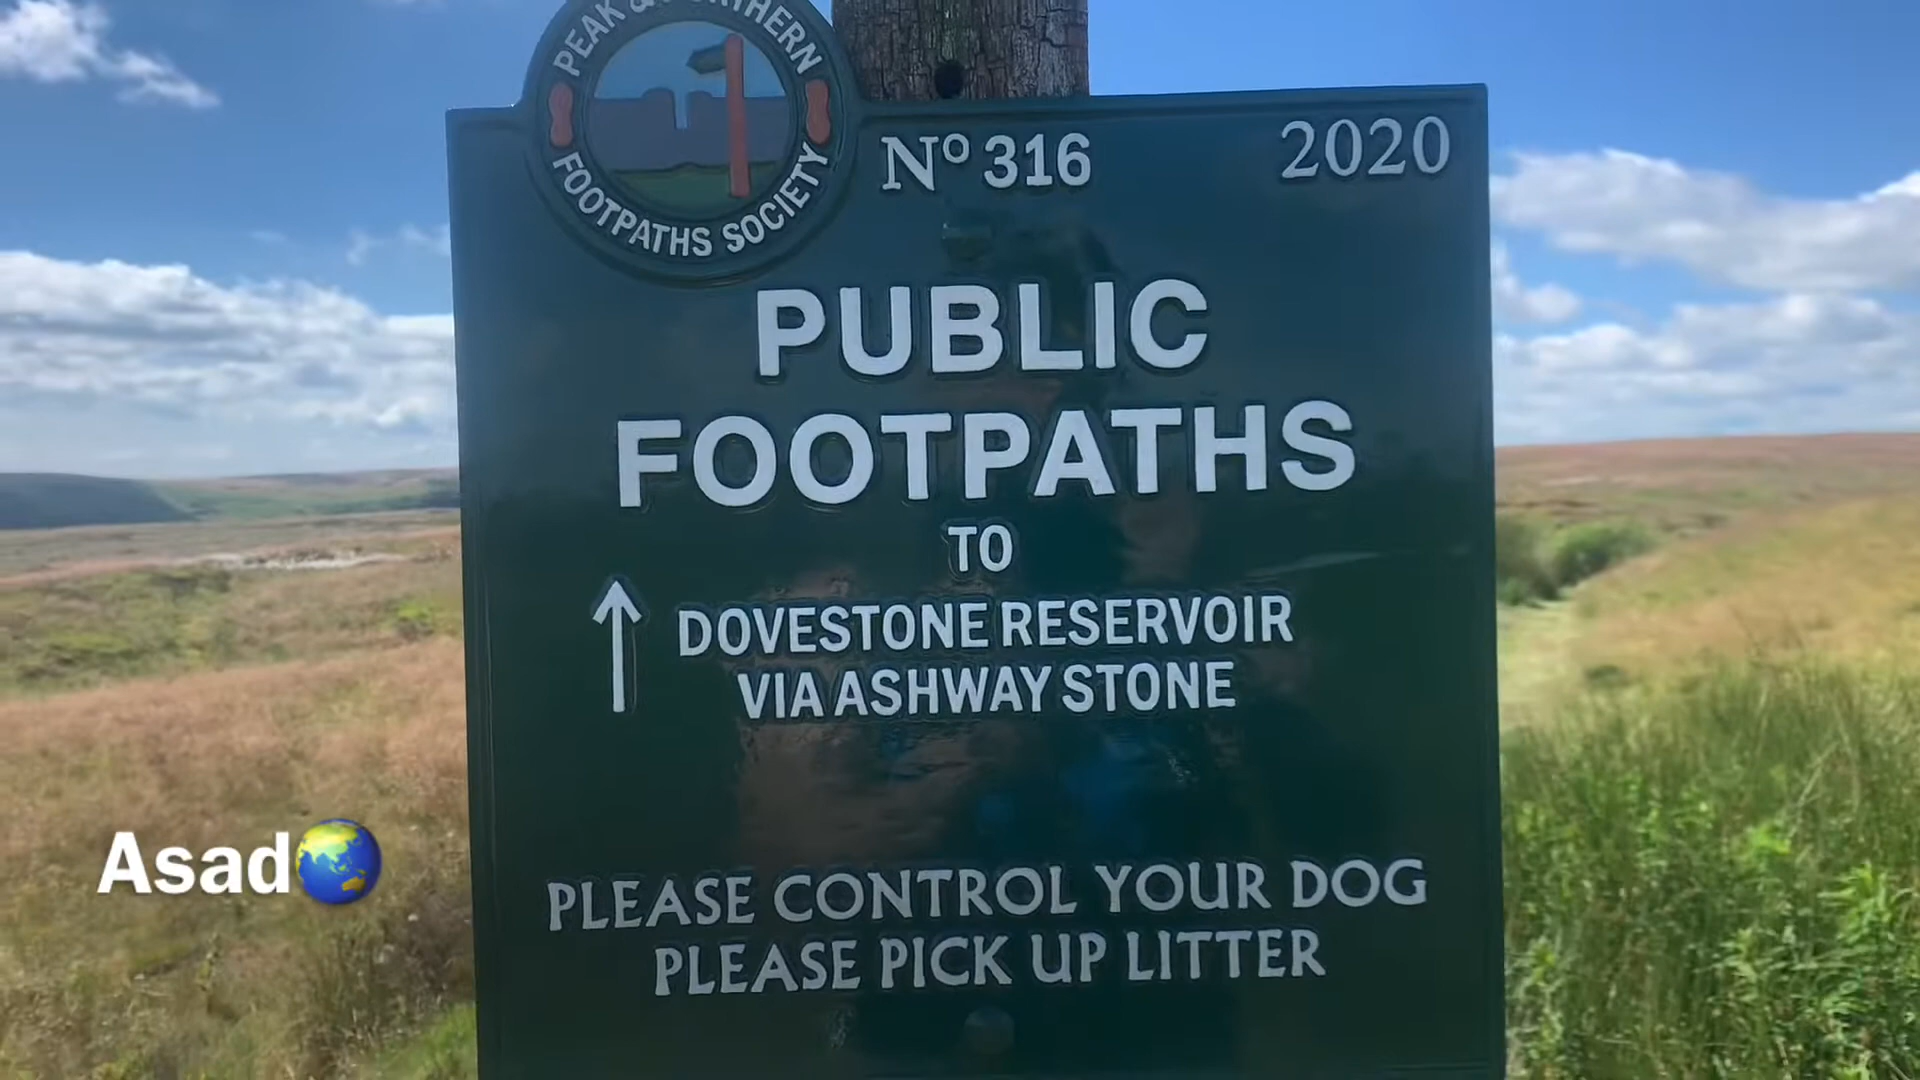 PEAK & NORTHERN
FOOTPATHS SOCIETY
Nº 316
2020
PUBLIC
FOOTPATHS
TO
↑ DOVESTONE RESERVOIR
VIA ASHWAY STONE
PLEASE CONTROL YOUR DOG
PLEASE PICK UP LITTER
Asad